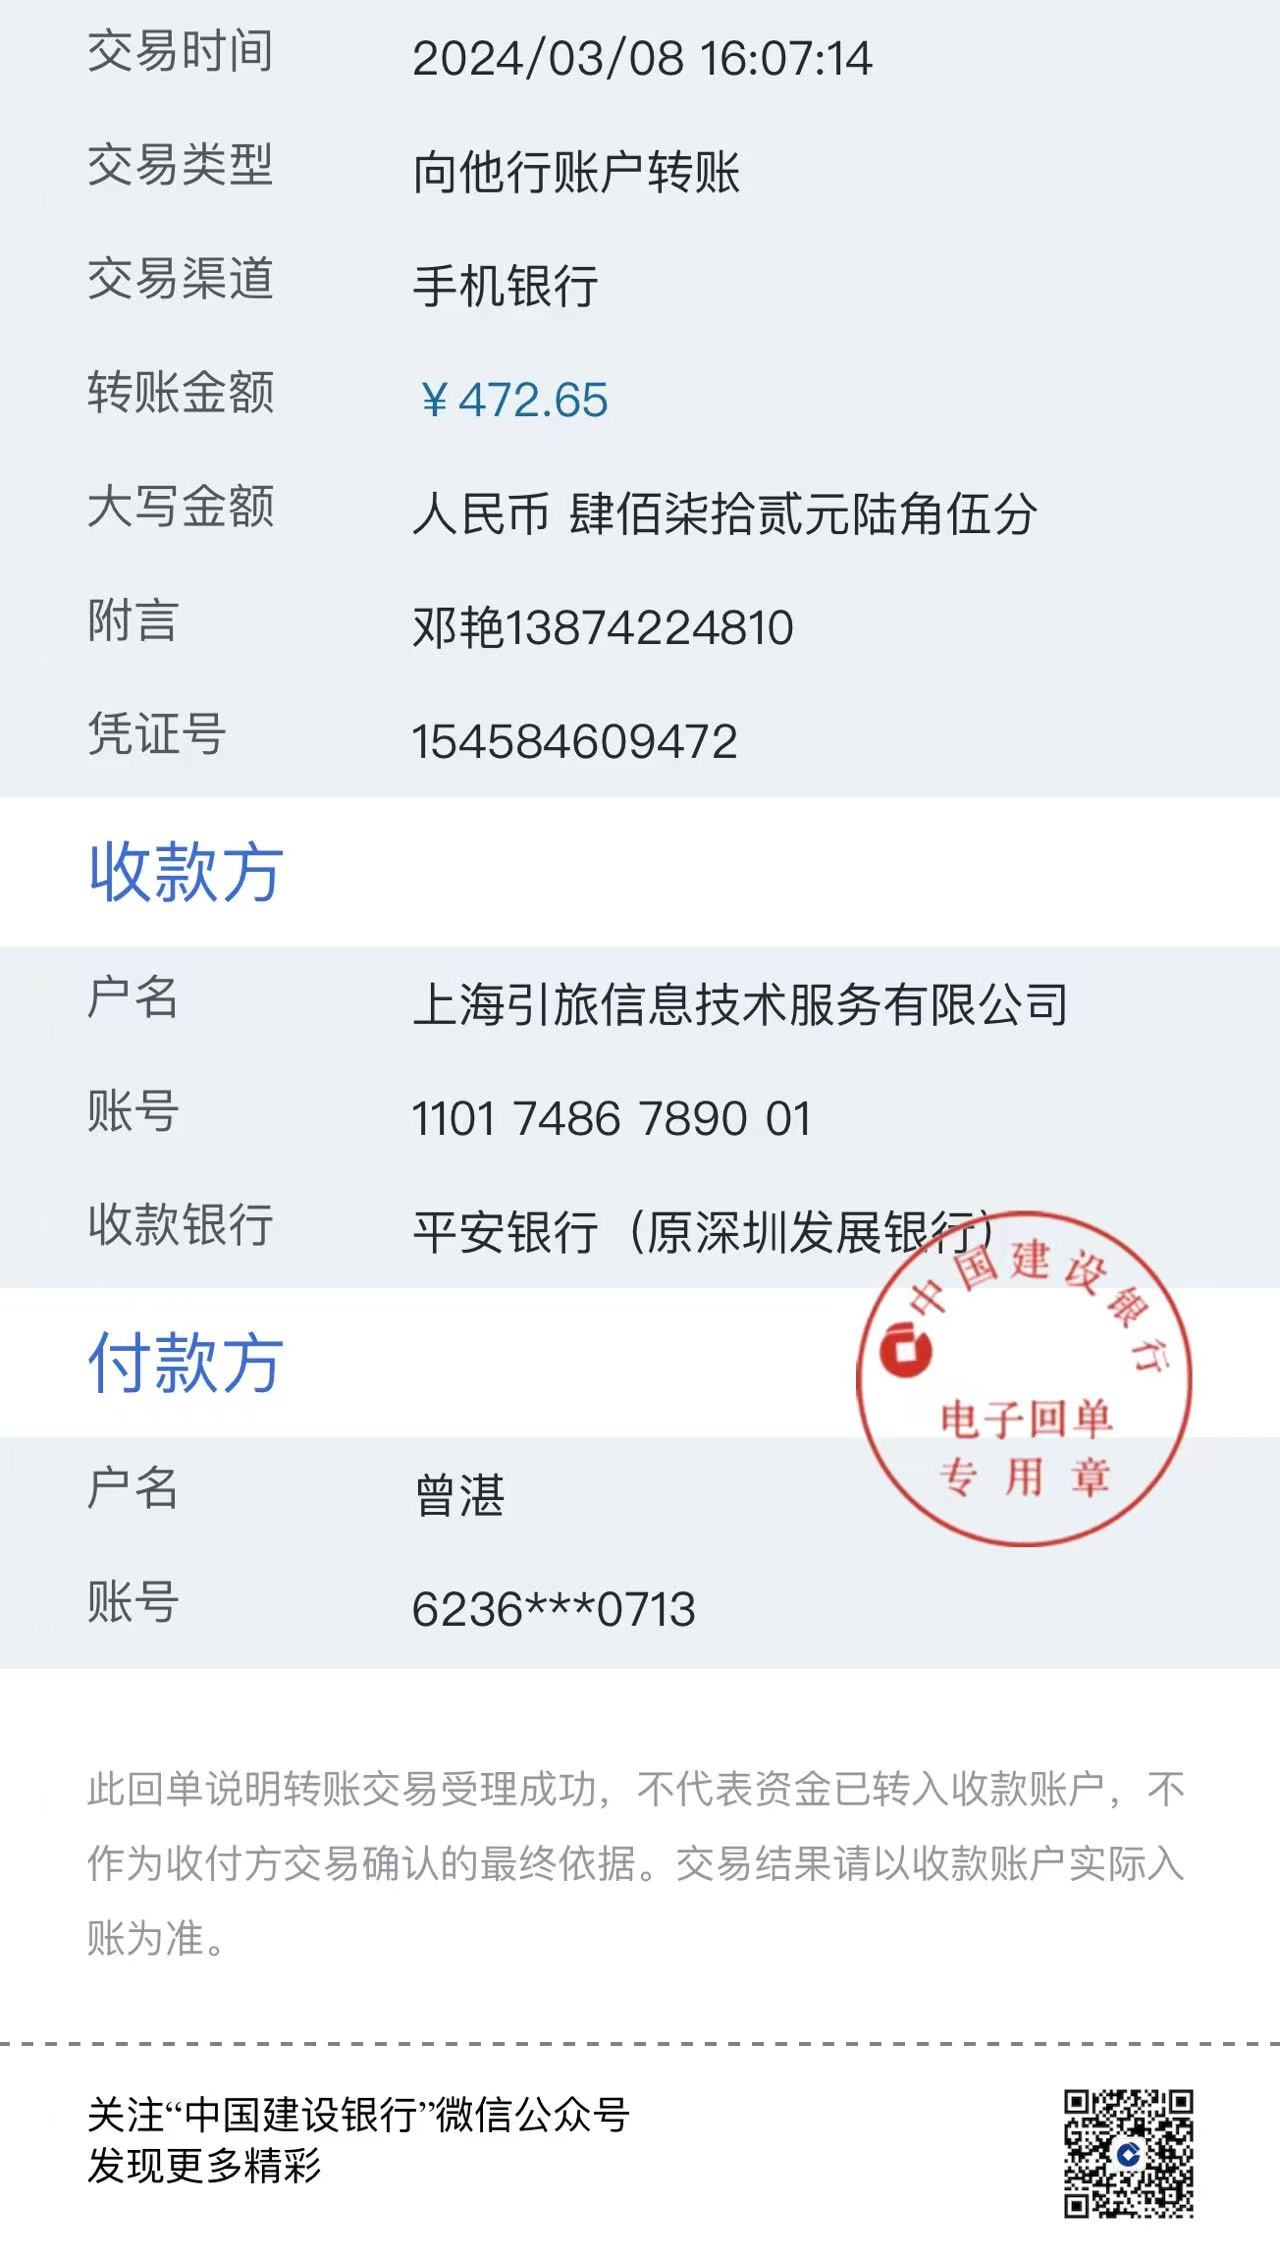 交易时间 2024/03/08 16:07:14
交易类型 向他行账户转账
交易渠道 手机银行
转账金额 ¥472.65
大写金额 人民币 肆佰柒拾贰元陆角伍分
附言 邓艳13874224810
凭证号 154584609472
收款方
户名 上海引旅信息技术服务有限公司
账号 1101 7486 7890 01
收款银行 平安银行（原深圳发展银行）
中国建设银行
电子回单
专用章
付款方
户名 曾湛
账号 6236***0713
此回单说明转账交易受理成功，不代表资金已转入收款账户，不
作为收付方交易确认的最终依据。交易结果请以收款账户实际入
账为准。
关注“中国建设银行”微信公众号
发现更多精彩